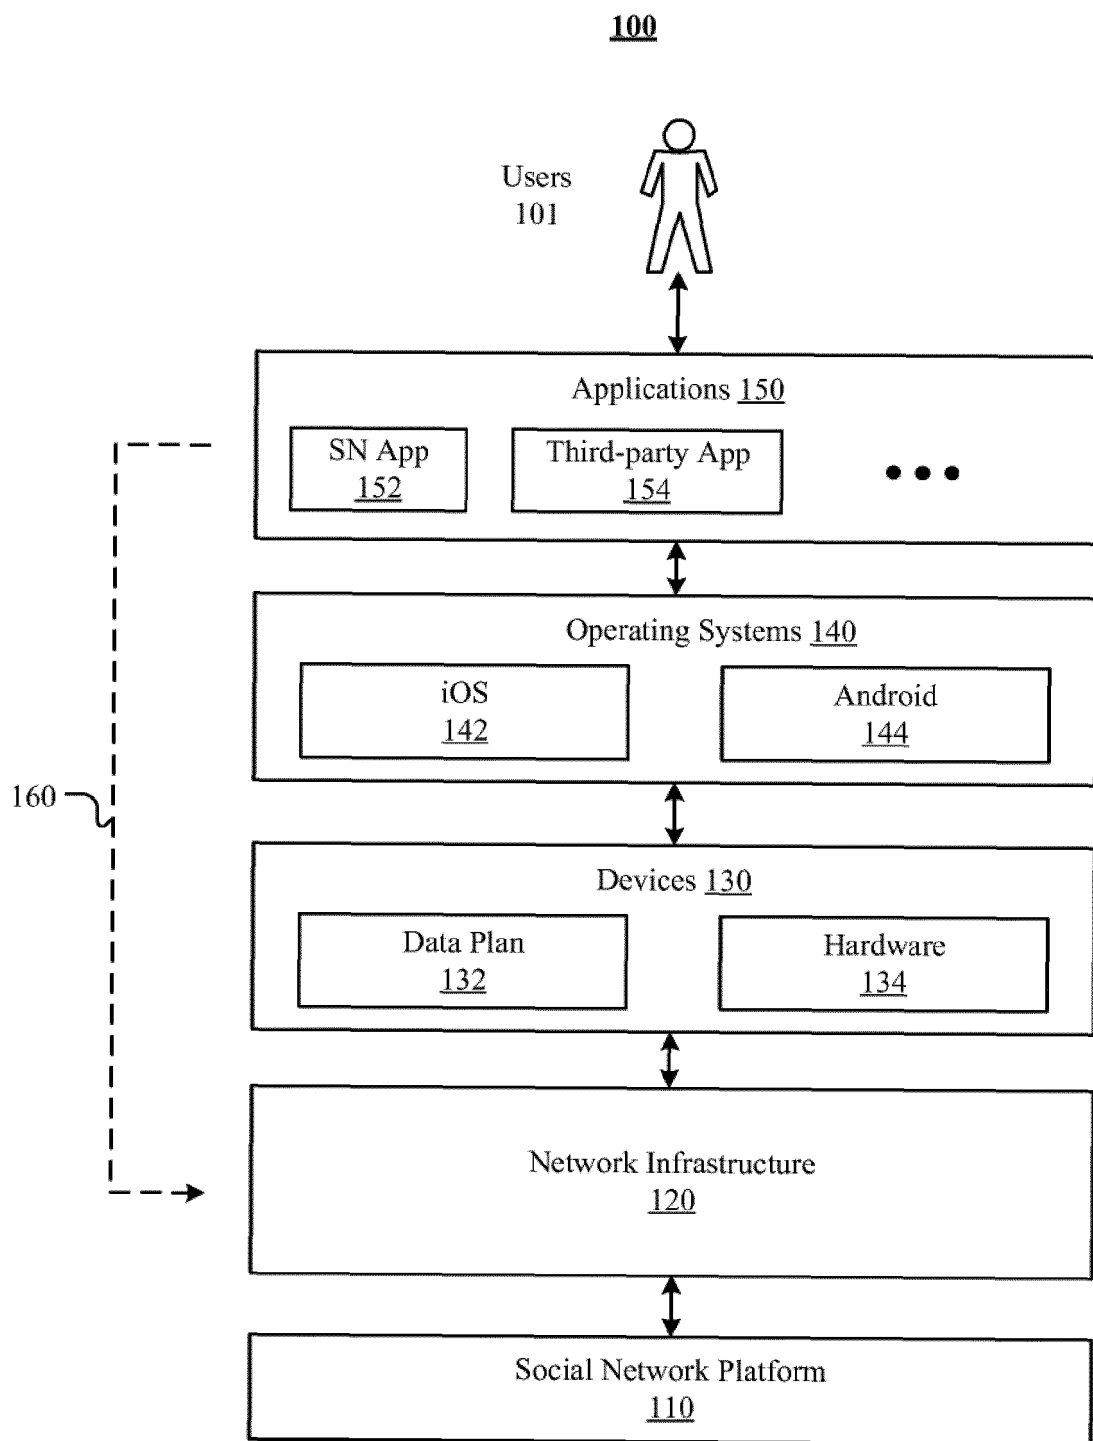 100
Users
101
Applications 150
SN App
152
Third-party App
154
Operating Systems 140
iOS
142
Android
144
160
Devices 130
Data Plan
132
Hardware
134
Network Infrastructure
120
Social Network Platform
110